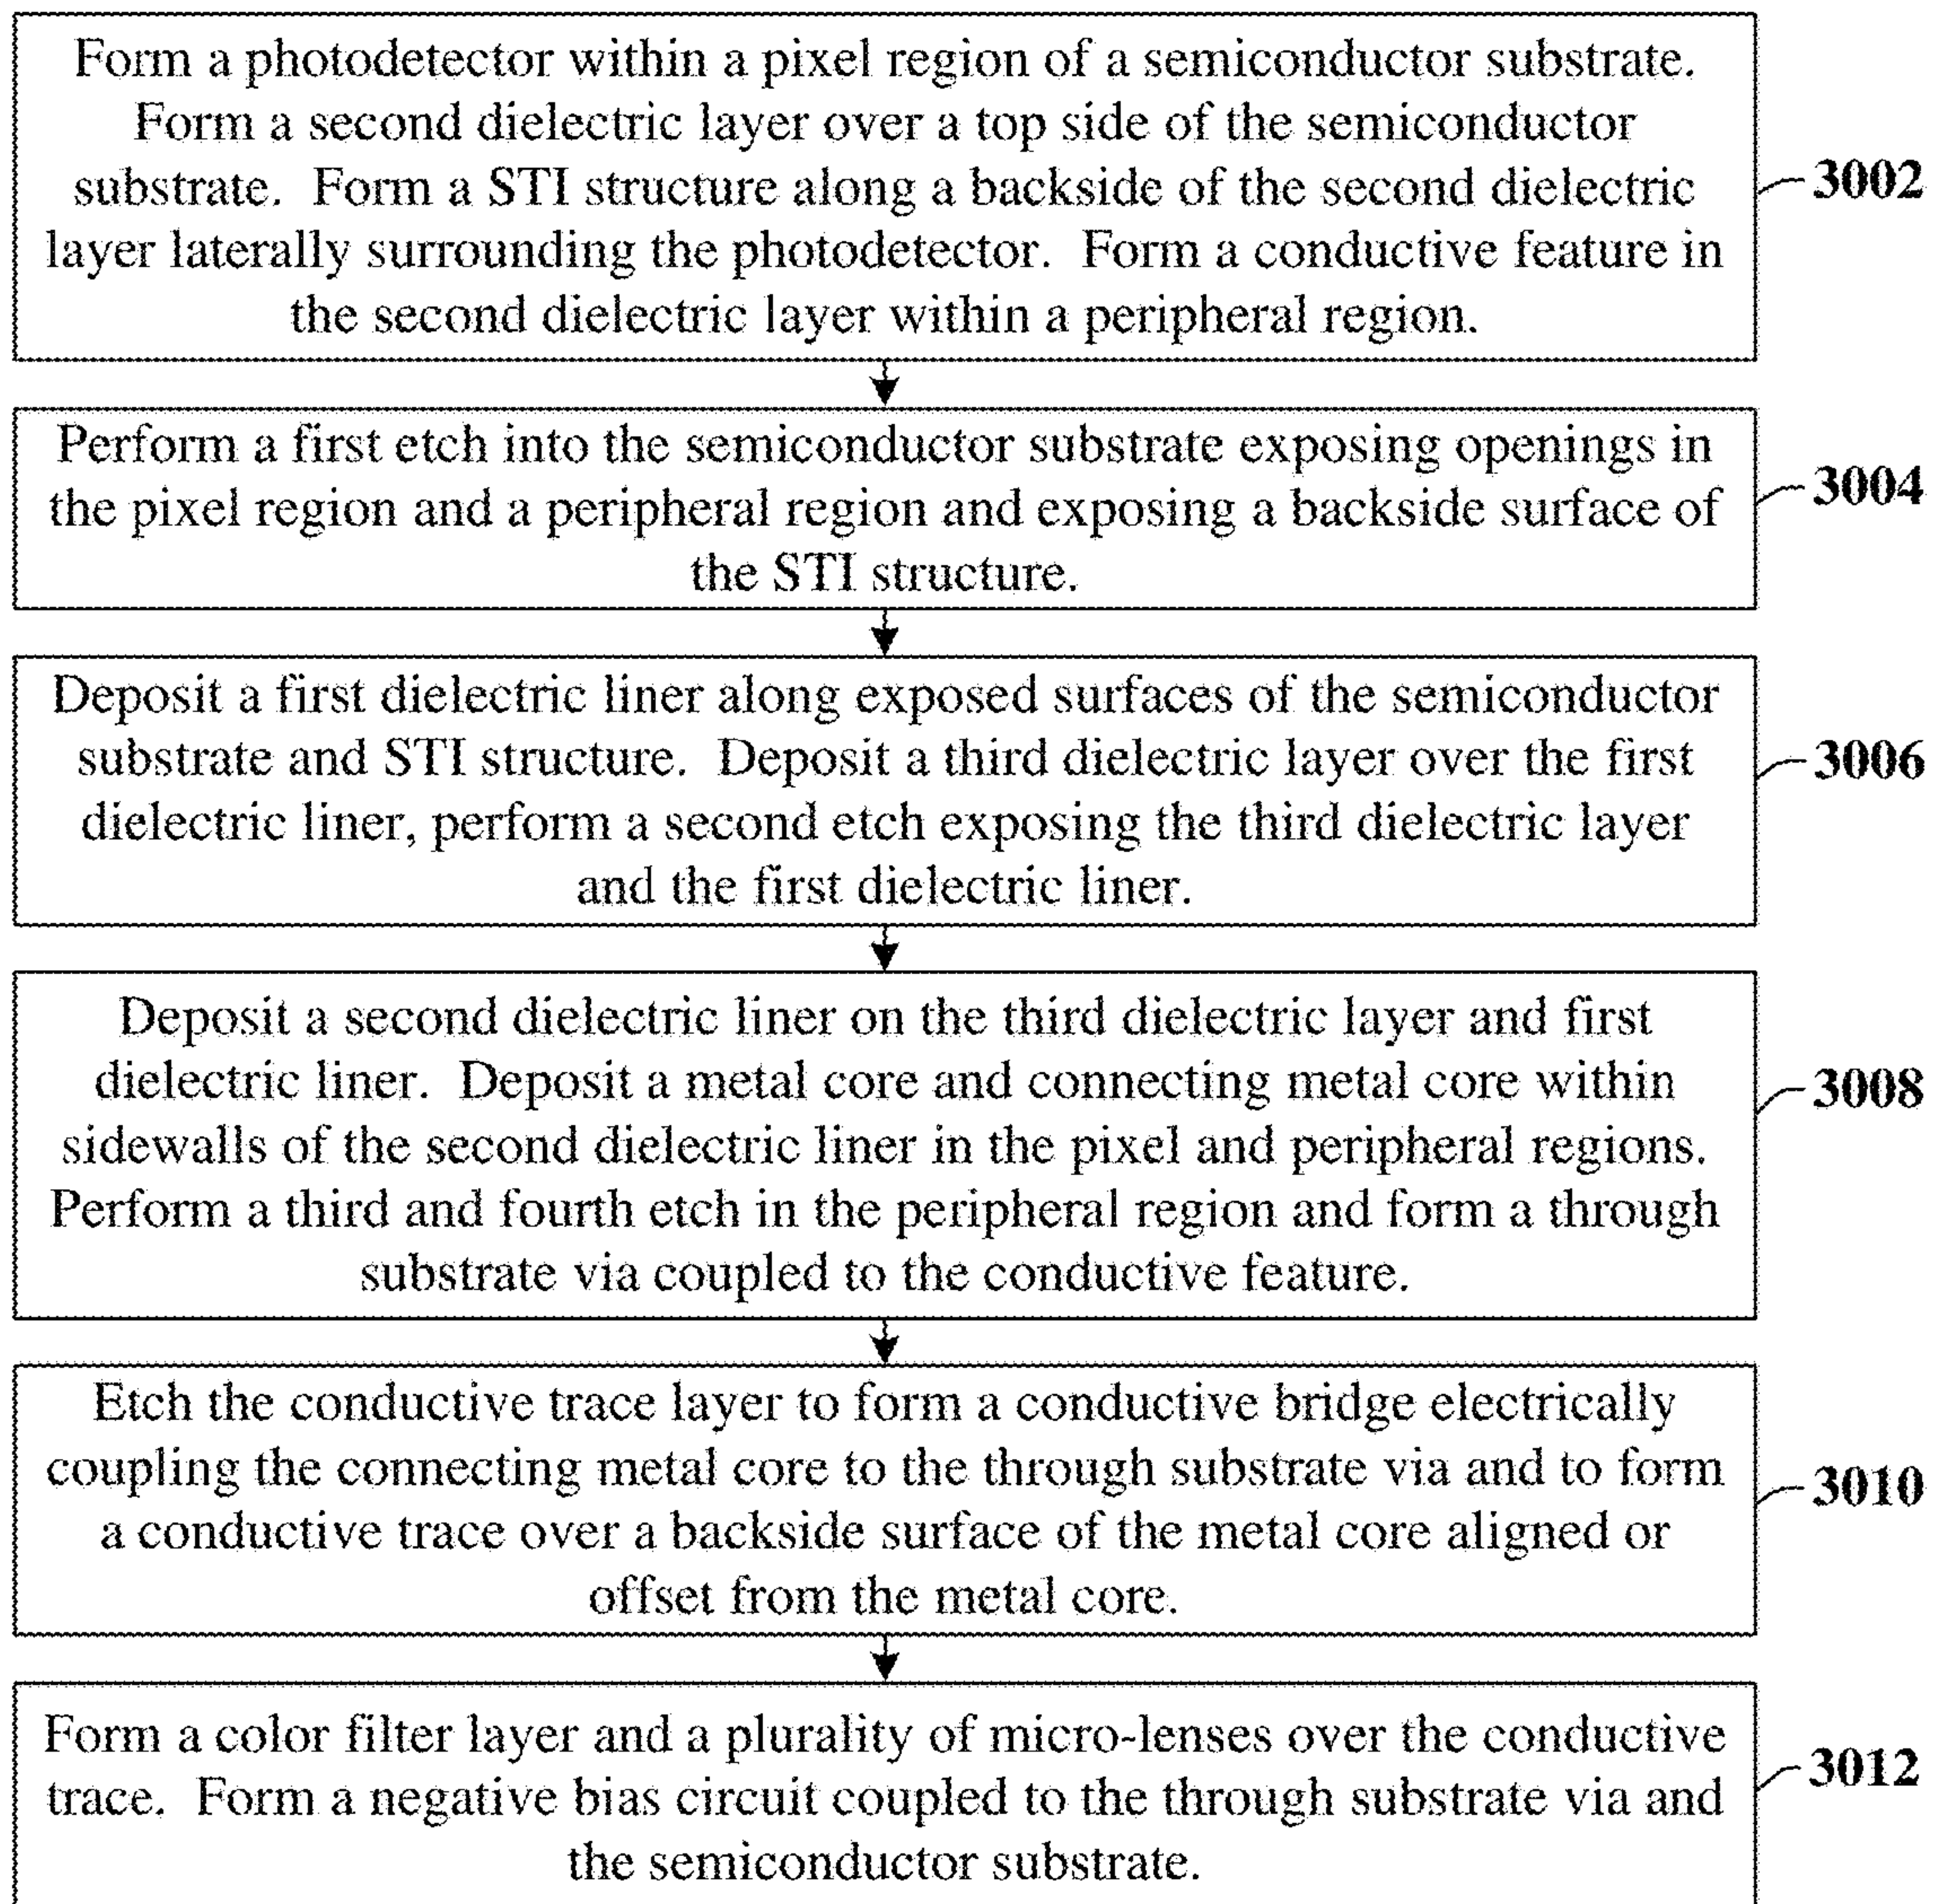 Form a photodetector within a pixel region of a semiconductor substrate.
Form a second dielectric layer over a top side of the semiconductor
substrate. Form a STI structure along a backside of the second dielectric
layer laterally surrounding the photodetector. Form a conductive feature in
the second dielectric layer within a peripheral region.
3002
Perform a first etch into the semiconductor substrate exposing openings in
the pixel region and a peripheral region and exposing a backside surface of
the STI structure.
3004
Deposit a first dielectric liner along exposed surfaces of the semiconductor
substrate and STI structure. Deposit a third dielectric layer over the first
dielectric liner, perform a second etch exposing the third dielectric layer
and the first dielectric liner.
3006
Deposit a second dielectric liner on the third dielectric layer and first
dielectric liner. Deposit a metal core and connecting metal core within
sidewalls of the second dielectric liner in the pixel and peripheral regions.
Perform a third and fourth etch in the peripheral region and form a through
substrate via coupled to the conductive feature.
3008
Etch the conductive trace layer to form a conductive bridge electrically
coupling the connecting metal core to the through substrate via and to form
a conductive trace over a backside surface of the metal core aligned or
offset from the metal core.
3010
Form a color filter layer and a plurality of micro-lenses over the conductive
trace. Form a negative bias circuit coupled to the through substrate via and
the semiconductor substrate.
3012